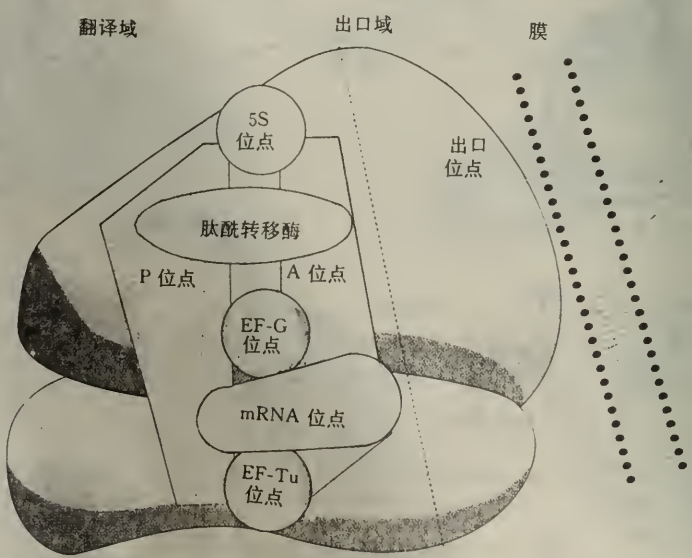 翻译域
出口域
膜
5S
位点
出口
位点
肽酰转移酶
P 位点
A 位点
EF-G
位点
mRNA 位点
EF-Tu
位点